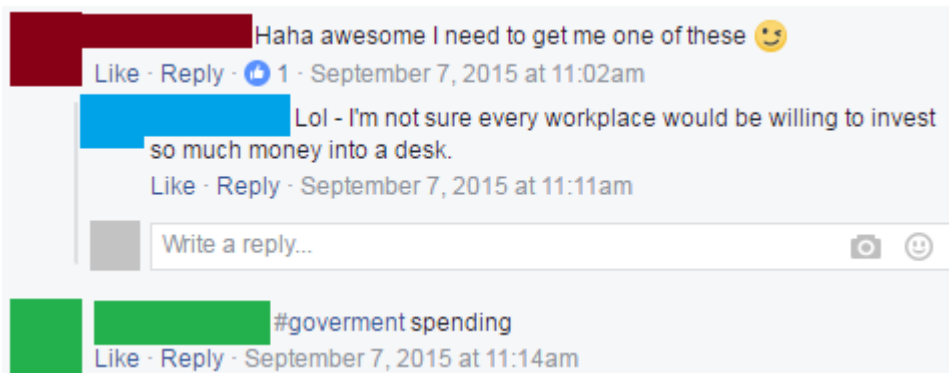 Haha awesome I need to get me one of these 😉
Like · Reply · 1 · September 7, 2015 at 11:02am
Lol - I'm not sure every workplace would be willing to invest
so much money into a desk.
Like · Reply · September 7, 2015 at 11:11am
Write a reply...
#goverment spending
Like · Reply · September 7, 2015 at 11:14am